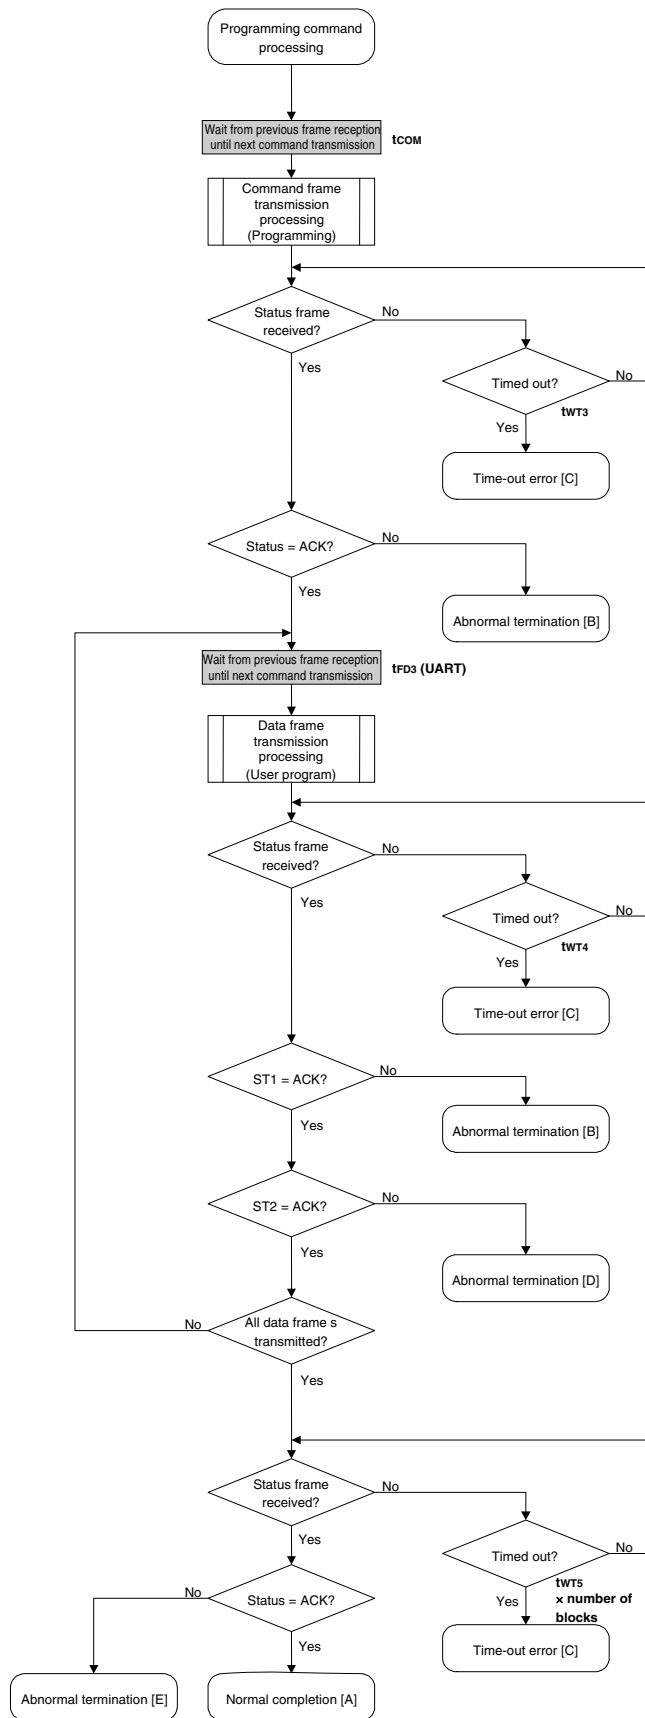 Programming command
processing
Wait from previous frame reception
until next command transmission
tCOM
Command frame
transmission
processing
(Programming)
Status frame
received?
No
Yes
Timed out?
No
tWT3
Yes
Time-out error [C]
Status = ACK?
No
Yes
Abnormal termination [B]
Wait from previous frame reception
until next command transmission
tFD3 (UART)
Data frame
transmission
processing
(User program)
Status frame
received?
No
Yes
Timed out?
No
tWT4
Yes
Time-out error [C]
ST1 = ACK?
No
Yes
Abnormal termination [B]
ST2 = ACK?
No
Yes
Abnormal termination [D]
All data frame s
transmitted?
No
Yes
Status frame
received?
No
Yes
Timed out?
No
tWT5
× number of
blocks
Yes
Time-out error [C]
Status = ACK?
No
Yes
Abnormal termination [E]
Normal completion [A]